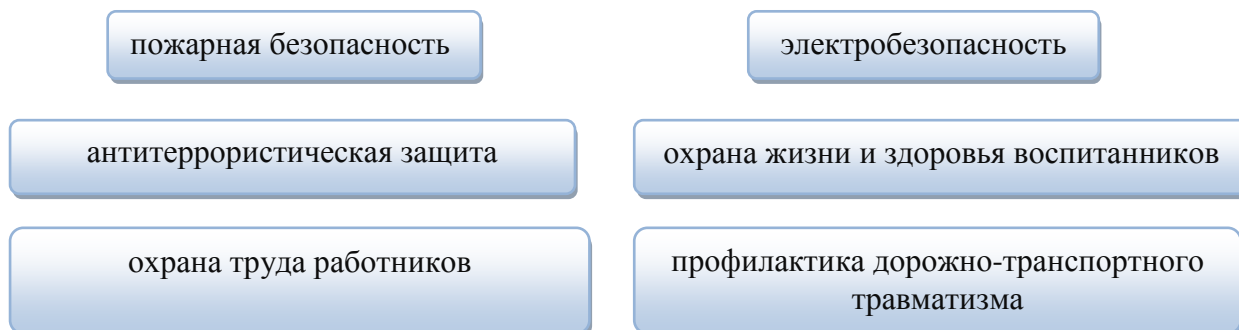 пожарная безопасность
электробезопасность
антитеррористическая защита
охрана жизни и здоровья воспитанников
охрана труда работников
профилактика дорожно-транспортного
травматизма